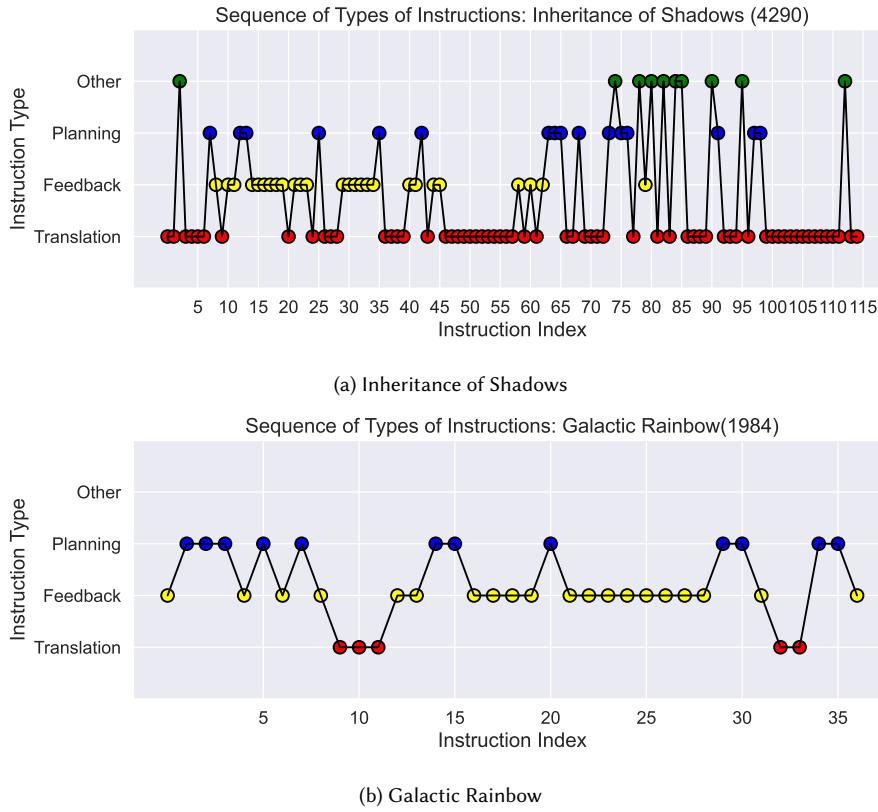 Sequence of Types of Instructions: Inheritance of Shadows (4290)
Instruction Type
Other
Planning
Feedback
Translation
5 10 15 20 25 30 35 40 45 50 55 60 65 70 75 80 85 90 95 100 105 110 115
Instruction Index
(a) Inheritance of Shadows
Sequence of Types of Instructions: Galactic Rainbow(1984)
Instruction Type
Other
Planning
Feedback
Translation
5 10 15 20 25 30 35
Instruction Index
(b) Galactic Rainbow